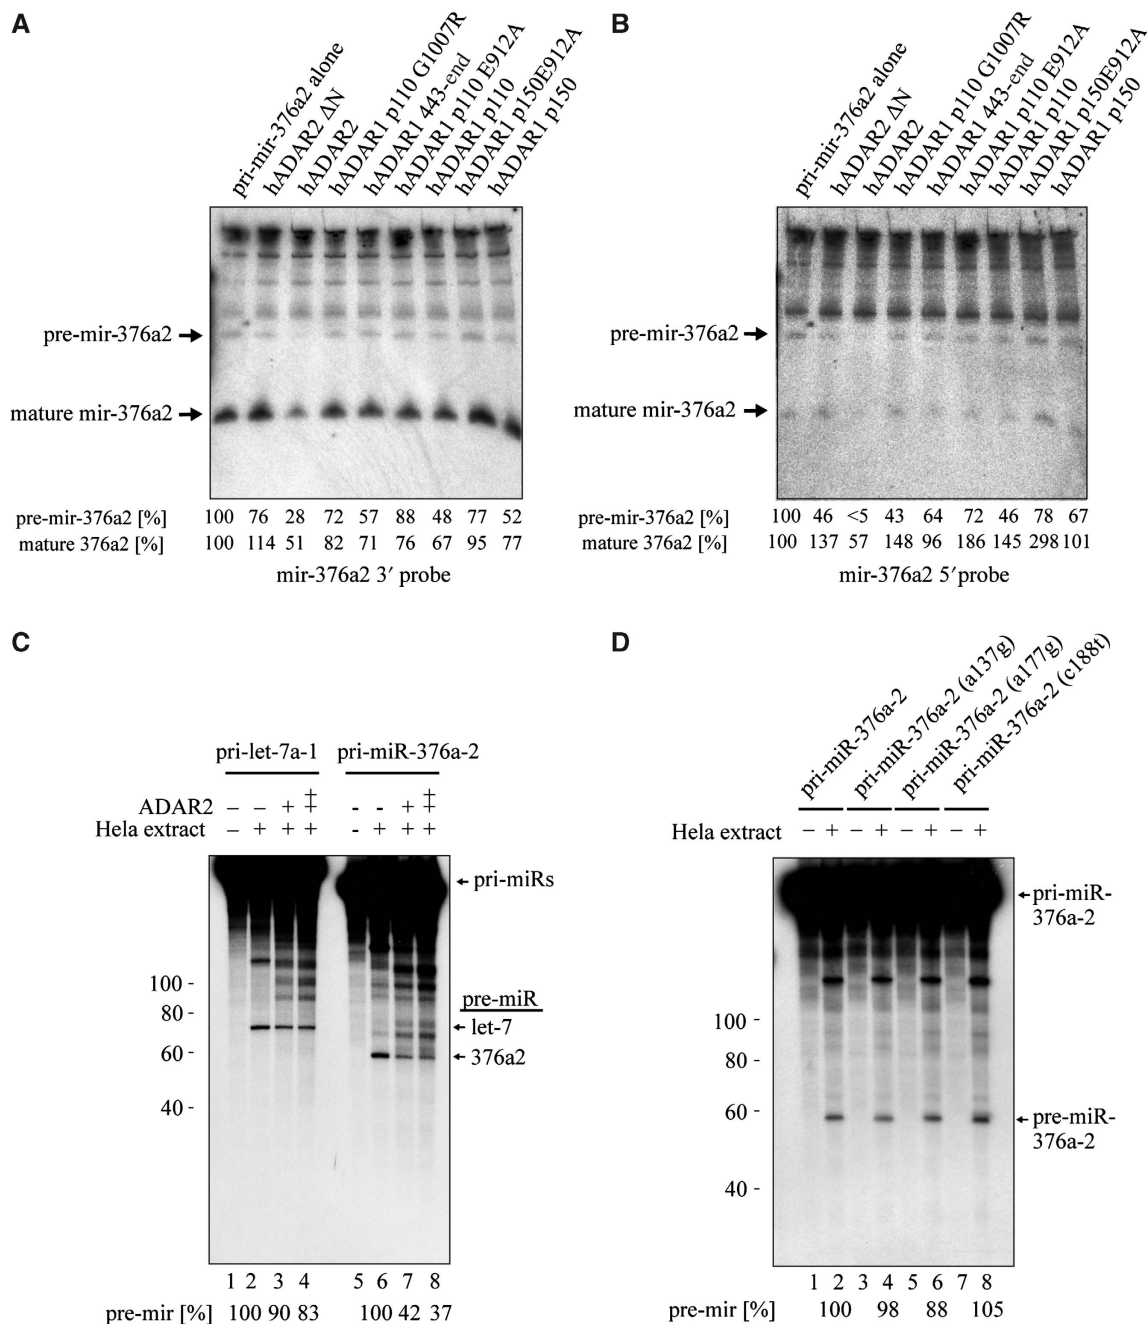 A
pri-mir-376a2 alone
hADAR2 ΔN
hADAR2
hADAR1 p110 G1007R
hADAR1 443-end
hADAR1 p110 E912A
hADAR1 p110
hADAR1 p150E912A
hADAR1 p150
pre-mir-376a2
mature mir-376a2
pre-mir-376a2 [%] 100 76 28 72 57 88 48 77 52
mature 376a2 [%] 100 114 51 82 71 76 67 95 77
mir-376a2 3′ probe
B
pri-mir-376a2 alone
hADAR2 ΔN
hADAR2
hADAR1 p110 G1007R
hADAR1 443-end
hADAR1 p110 E912A
hADAR1 p110
hADAR1 p150E912A
hADAR1 p150
pre-mir-376a2
mature mir-376a2
pre-mir-376a2 [%] 100 46 <5 43 64 72 46 78 67
mature 376a2 [%] 100 137 57 148 96 186 145 298 101
mir-376a2 5′probe
C
pri-let-7a-1 pri-miR-376a-2
ADAR2 – – + ‡ - - + ‡
Hela extract – + + + - + + +
pri-miRs
100 -
80 -
60 -
40 -
pre-miR
let-7
376a2
1 2 3 4 5 6 7 8
pre-mir [%] 100 90 83 100 42 37
D
pri-miR-376a-2
pri-miR-376a-2 (a137g)
pri-miR-376a-2 (a177g)
pri-miR-376a-2 (c188t)
Hela extract – + – + – + – +
pri-miR-
376a-2
100 -
80 -
60 -
40 -
pre-miR-
376a-2
1 2 3 4 5 6 7 8
pre-mir [%] 100 98 88 105